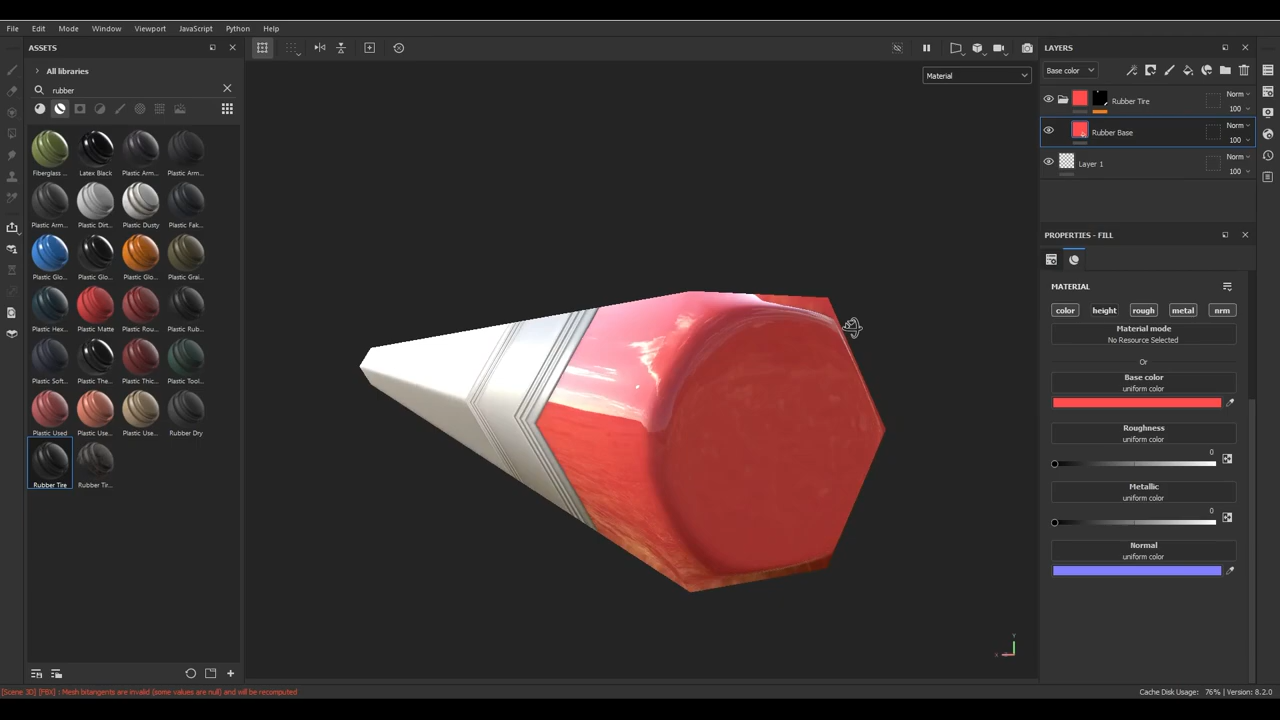 File Edit Mode Window Viewport JavaScript Python Help
ASSETS
All libraries
rubber
Fiberglass ... Latex Black Plastic Arm... Plastic Arm...
Plastic Arm... Plastic Dirt... Plastic Dusty Plastic Fak...
Plastic Glo... Plastic Glo... Plastic Glo... Plastic Grai...
Plastic Hex... Plastic Matte Plastic Rou... Plastic Rub...
Plastic Soft... Plastic The... Plastic Thic... Plastic Tool...
Plastic Used Plastic Use... Plastic Use... Rubber Dry
Rubber Tire Rubber Tir...
Material
LAYERS
Base color
Rubber Tire Norm 100
Rubber Base Norm 100
Layer 1 Norm 100
PROPERTIES - FILL
MATERIAL
color height rough metal nrm
Material mode
No Resource Selected
Or
Base color
uniform color
Roughness
uniform color
0
Metallic
uniform color
0
Normal
uniform color
Y
X
[Scene 3D] [FBX] : Mesh bitangents are invalid (some values are null) and will be recomputed
Cache Disk Usage: 76% | Version: 8.2.0